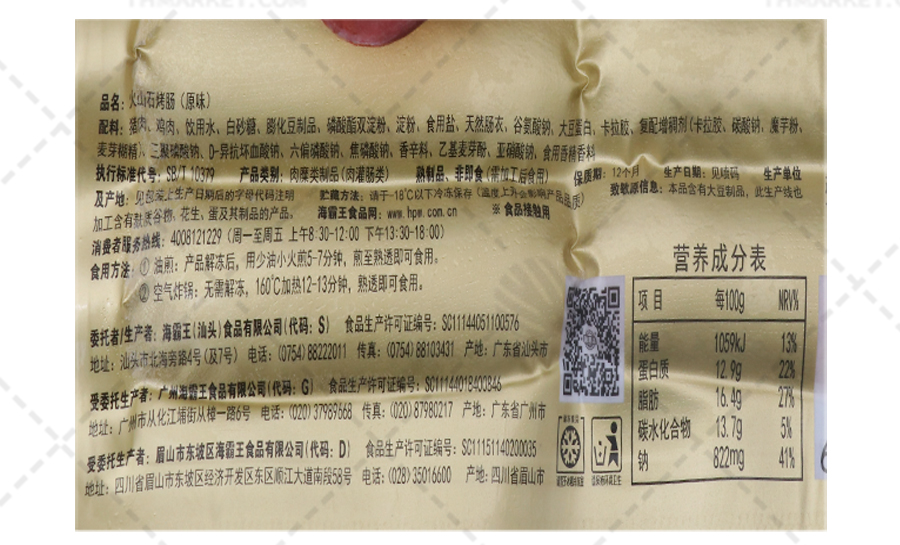 品名：火山石烤肠（原味）
配料：猪肉、鸡肉、饮用水、白砂糖、膨化豆制品、磷酸酯双淀粉、淀粉、食用盐、天然肠衣、谷氨酸钠、大豆蛋白、卡拉胶、复配增稠剂（卡拉胶、碳酸钠、魔芋粉、
麦芽糊精）、三聚磷酸钠、D-异抗坏血酸钠、六偏磷酸钠、焦磷酸钠、香辛料、乙基麦芽酚、亚硝酸钠、食用香精香料
执行标准代号：SB/T 10379 产品类别：肉糜类制品（肉灌肠类） 熟制品、非即食（需加工后食用） 保质期：12个月 生产日期：见喷码 生产单位
及产地：见包装上生产日期后的字母代码注明 贮藏方法：请于-18℃以下冷冻保存（温度上升会影响产品品质） 致敏源信息：本品含有大豆制品，此生产线也
加工含有麸质谷物、花生、蛋及其制品的产品。 海霸王食品网：www.hpw.com.cn ※ 食品接触用
消费者服务热线：4008121229（周一至周五 上午8:30-12:00 下午13:30-18:00）
食用方法：① 油煎：产品解冻后，用少油小火煎5-7分钟，煎至熟透即可食用。
② 空气炸锅：无需解冻，160℃加热12-13分钟，熟透即可食用。
委托者/生产者：海霸王(汕头)食品有限公司(代码：S) 食品生产许可证编号：SC11144051100576
地址：汕头市北海旁路4号(及7号) 电话：(0754)88222011 传真：(0754)88103431 产地：广东省汕头市
受委托生产者：广州海霸王食品有限公司(代码：G) 食品生产许可证编号：SC11144018400846
地址：广州市从化江埔街从樟一路6号 电话：(020)37989668 传真：(020)87980217 产地：广东省广州市
受委托生产者：眉山市东坡区海霸王食品有限公司(代码：D) 食品生产许可证编号：SC11151140200035
地址：四川省眉山市东坡区经济开发区东区顺江大道南段58号 电话：(028)35016600 产地：四川省眉山市
营养成分表
项目 每100g NRV%
能量 1059kJ 13%
蛋白质 12.9g 22%
脂肪 16.4g 27%
碳水化合物 13.7g 5%
钠 822mg 41%